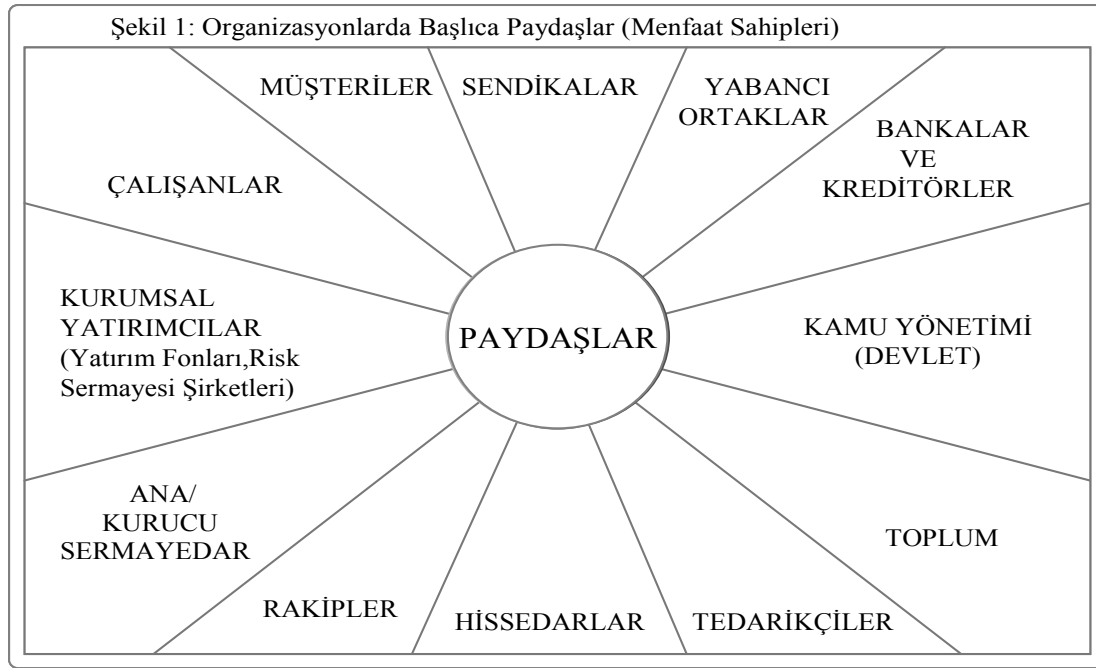 Şekil 1: Organizasyonlarda Başlıca Paydaşlar (Menfaat Sahipleri)
MÜŞTERİLER
SENDİKALAR
YABANCI
ORTAKLAR
BANKALAR
VE
KREDİTÖRLER
ÇALIŞANLAR
KURUMSAL
YATIRIMCILAR
(Yatırım Fonları,Risk
Sermayesi Şirketleri)
PAYDAŞLAR
KAMU YÖNETİMİ
(DEVLET)
ANA/
KURUCU
SERMAYEDAR
TOPLUM
RAKİPLER
HİSSEDARLAR
TEDARİKÇİLER